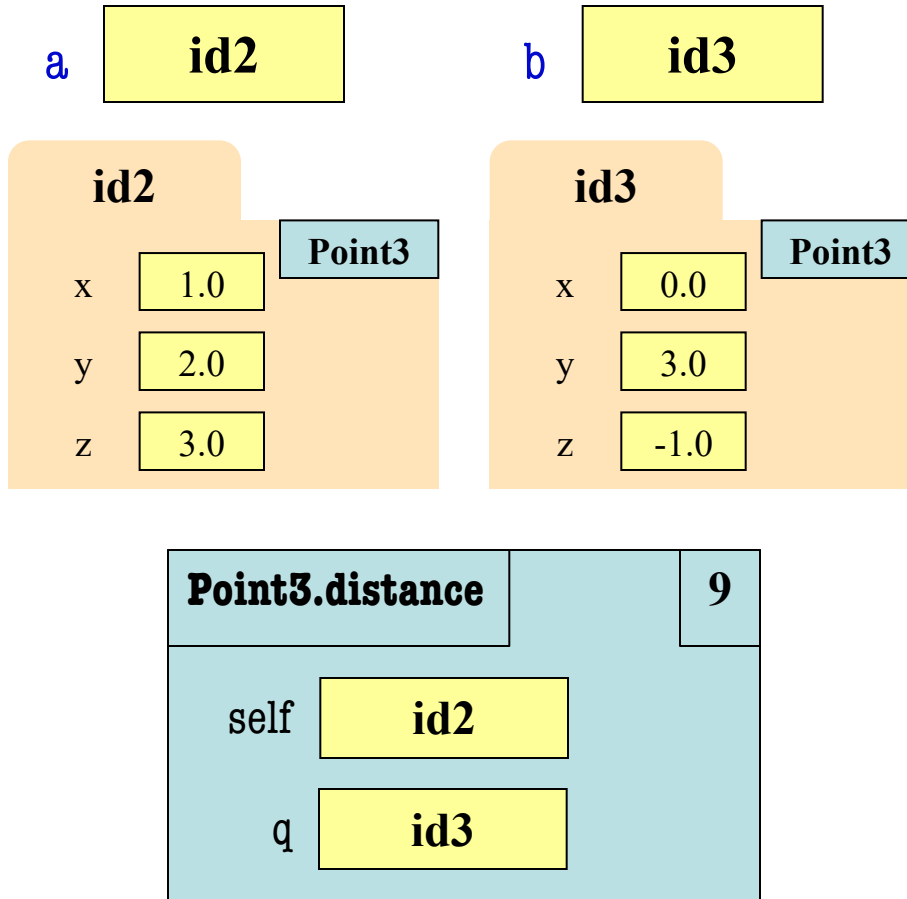 a id2
b id3
id2
Point3
x 1.0
y 2.0
z 3.0
id3
Point3
x 0.0
y 3.0
z -1.0
Point3.distance 9
self id2
q id3